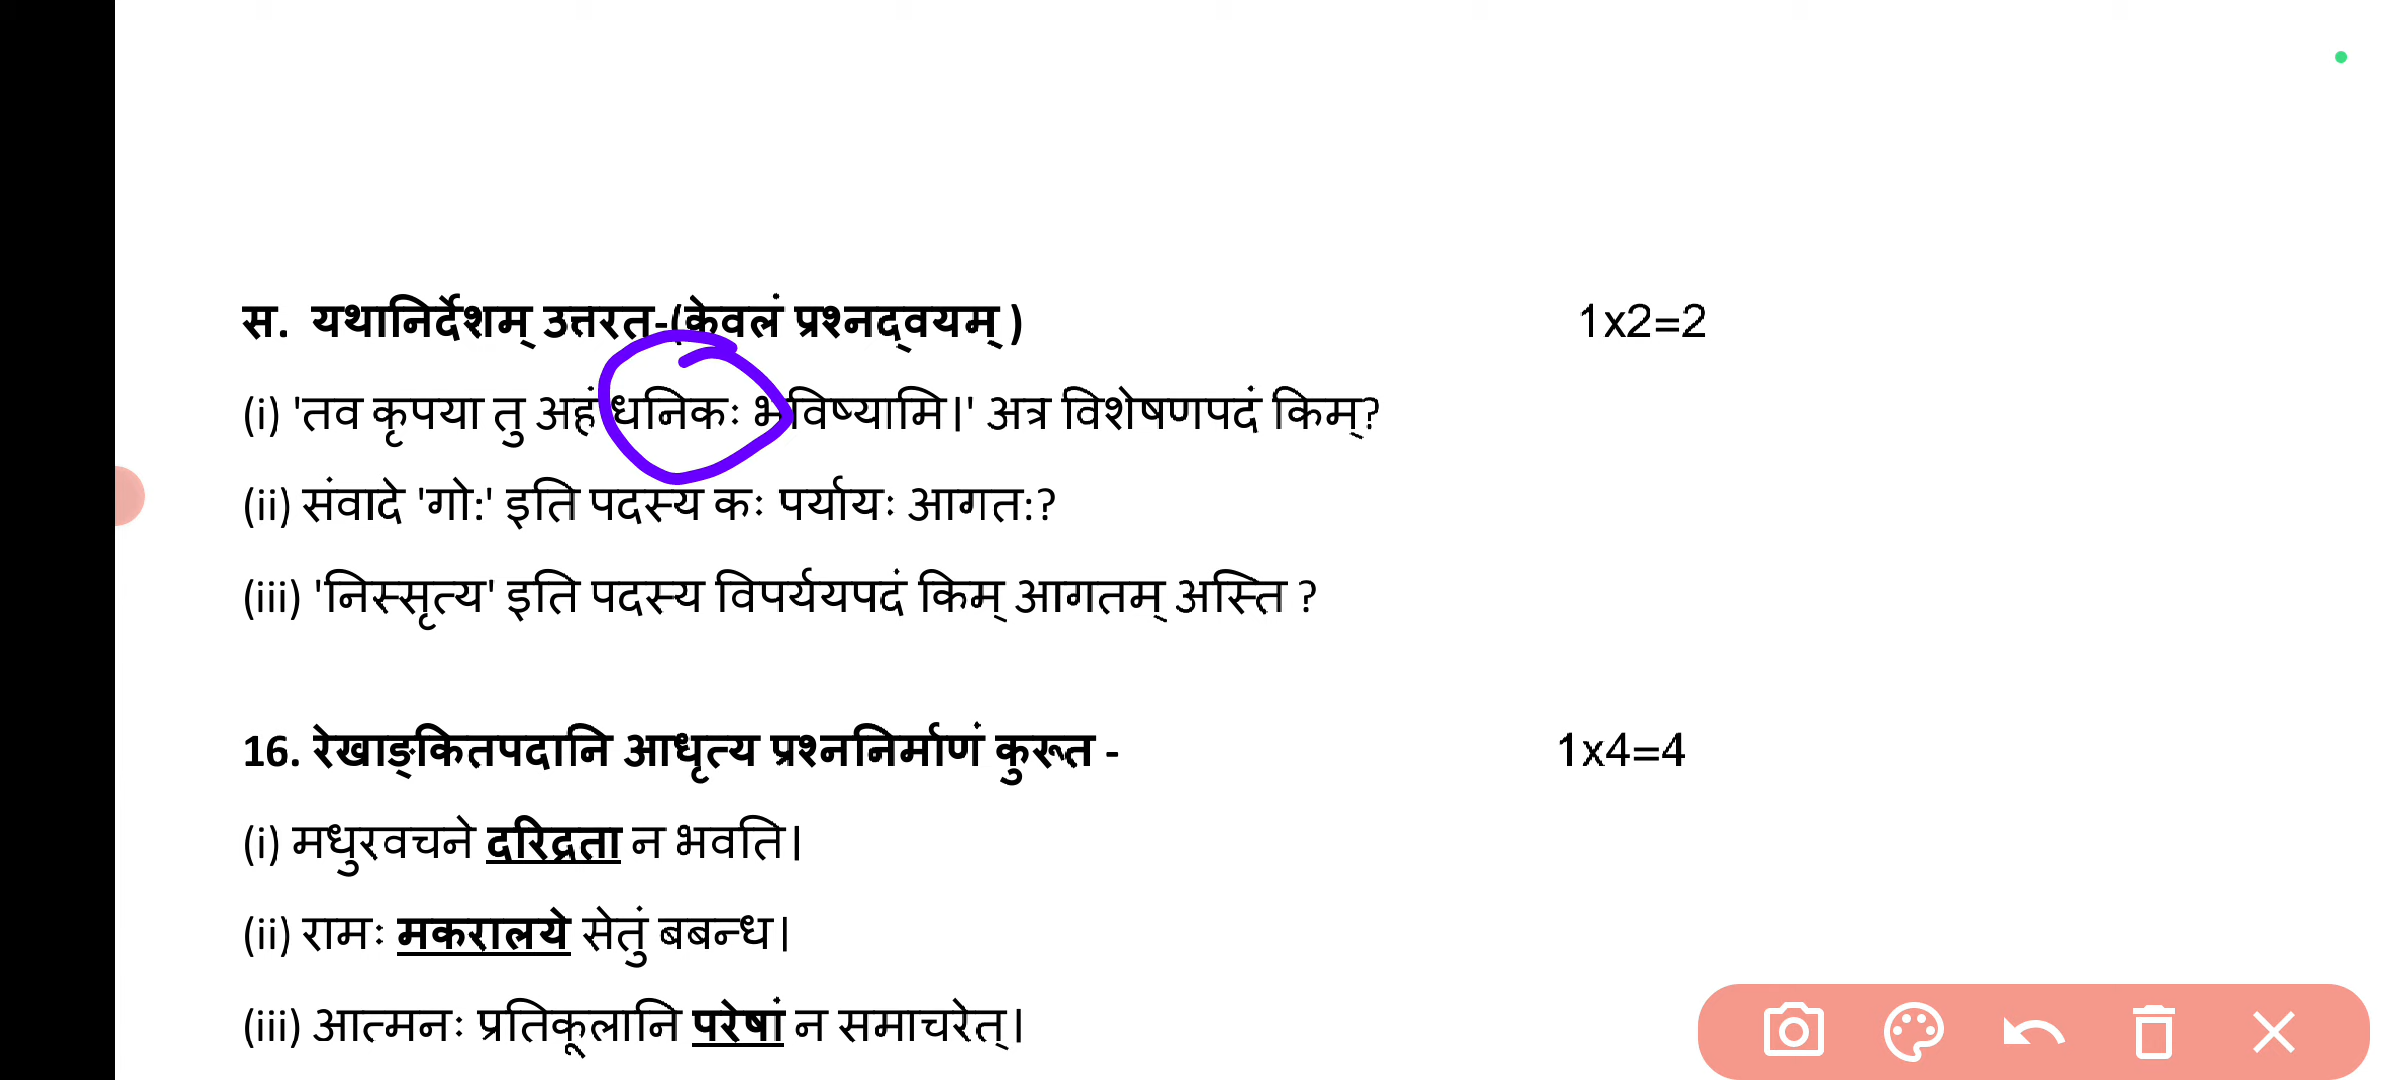 स. यथानिर्देशम् उत्तरत-(केवलं प्रश्नद्वयम् ) 1x2=2
(i) 'तव कृपया तु अहं धनिकः भविष्यामि।' अत्र विशेषणपदं किम्?
(ii) संवादे 'गो:' इति पदस्य कः पर्यायः आगत:?
(iii) 'निस्सृत्य' इति पदस्य विपर्ययपदं किम् आगतम् अस्ति ?
16. रेखाङ्कितपदानि आधृत्य प्रश्ननिर्माणं कुरूत - 1x4=4
(i) मधुरवचने दरिद्रता न भवति।
(ii) रामः मकरालये सेतुं बबन्ध।
(iii) आत्मनः प्रतिकूलानि परेषां न समाचरेत्।